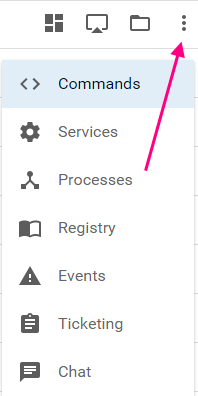 Commands
Services
Processes
Registry
Events
Ticketing
Chat